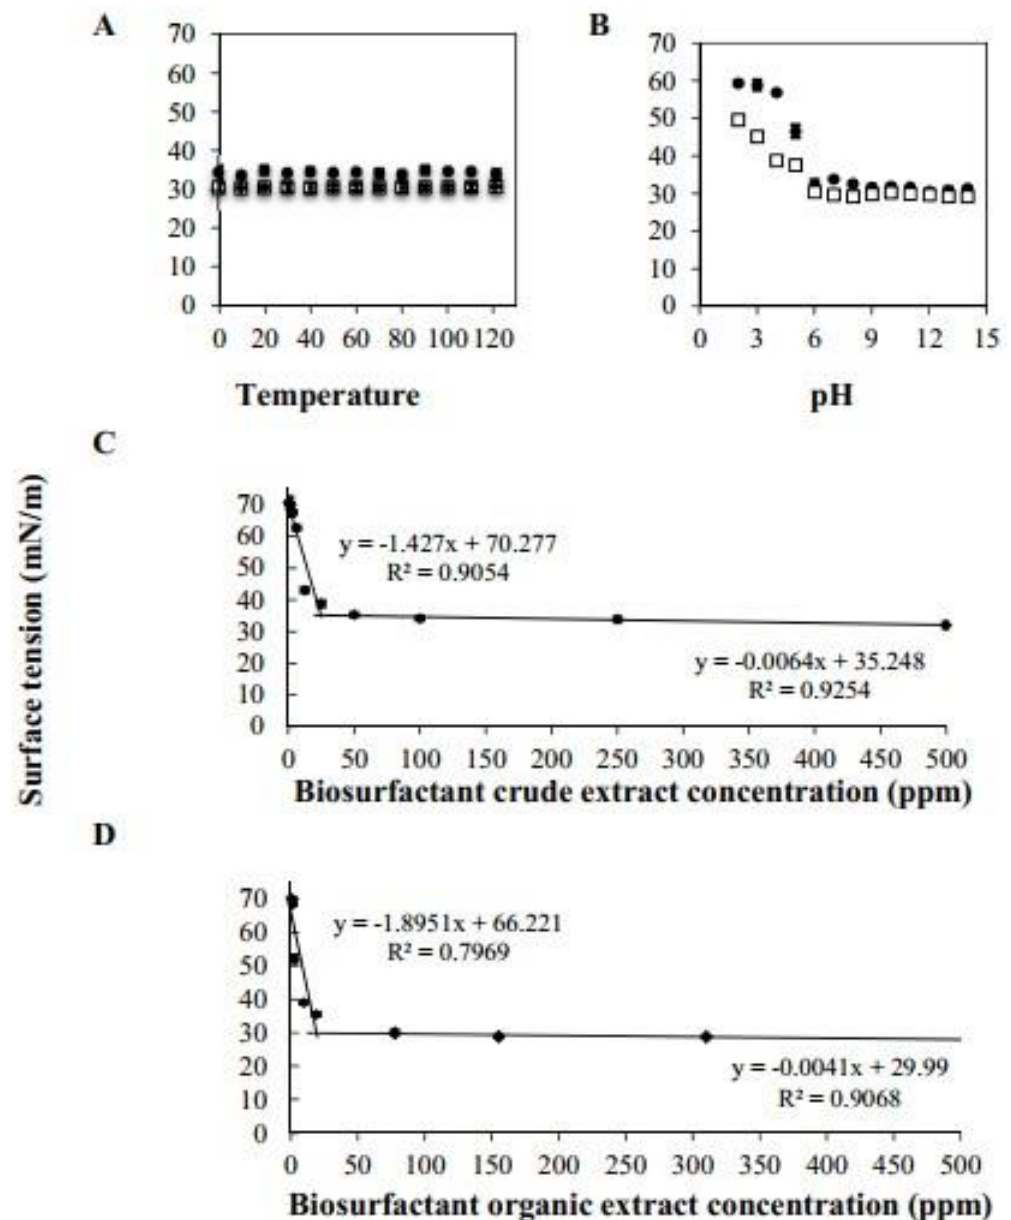 A
70
60
50
40
30
20
10
0
0 20 40 60 80 100 120
Temperature
B
70
60
50
40
30
20
10
0
0 3 6 9 12 15
pH
Surface tension (mN/m)
C
70
60
50
40
30
20
10
0
y = -1.427x + 70.277
R² = 0.9054
y = -0.0064x + 35.248
R² = 0.9254
0 50 100 150 200 250 300 350 400 450 500
Biosurfactant crude extract concentration (ppm)
D
70
60
50
40
30
20
10
0
y = -1.8951x + 66.221
R² = 0.7969
y = -0.0041x + 29.99
R² = 0.9068
0 50 100 150 200 250 300 350 400 450 500
Biosurfactant organic extract concentration (ppm)